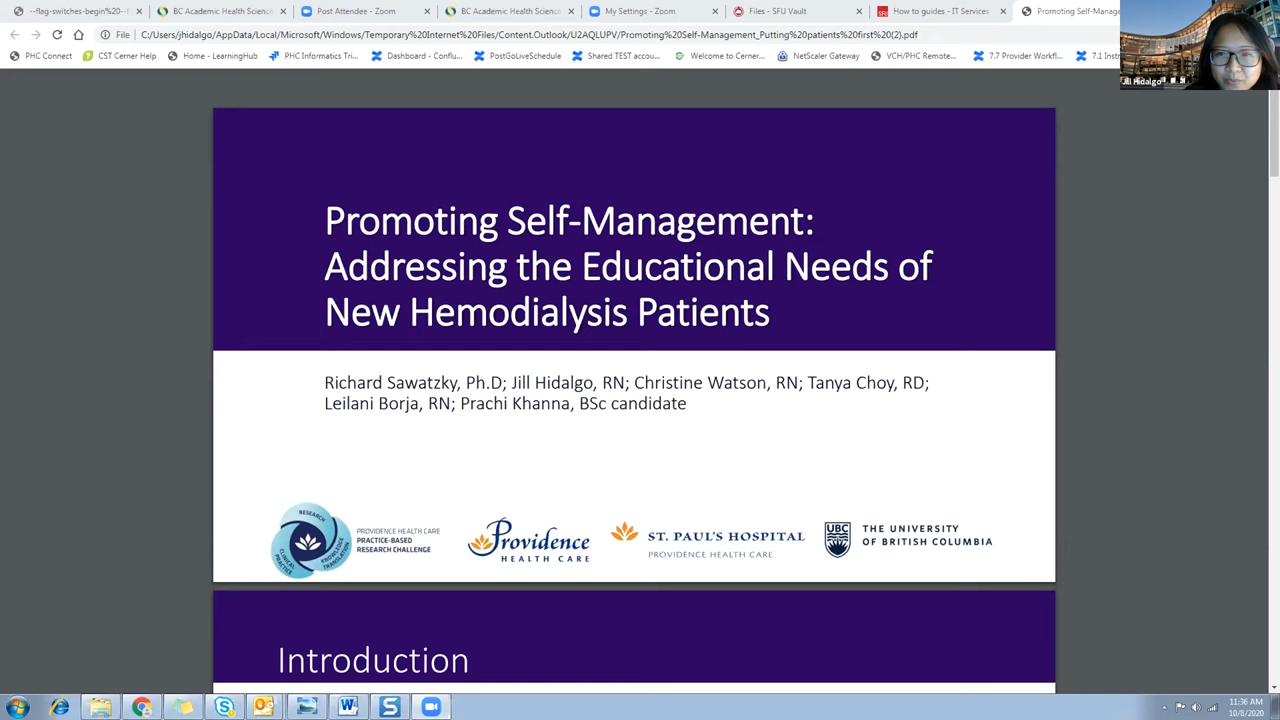 --flag-switches-begin%20--
BC Academic Health Science
Post Attendee - Zoom
BC Academic Health Science
My Settings - Zoom
Files - SFU Vault
How to guides - IT Services
Promoting Self-Mana
File
C:/Users/jhidalgo/AppData/Local/Microsoft/Windows/Temporary%20Internet%20Files/Content.Outlook/U2AQLUPV/Promoting%20Self-Management_Putting%20patients%20first%20(2).pdf
PHC Connect
CST Cerner Help
Home - LearningHub
PHC Informatics Tri...
Dashboard - Conflu...
PostGoLiveSchedule
Shared TEST accou...
Welcome to Cerner...
NetScaler Gateway
VCH/PHC Remote...
7.7 Provider Workfl...
7.1 Instr
Jill Hidalgo
Promoting Self-Management:
Addressing the Educational Needs of
New Hemodialysis Patients
Richard Sawatzky, Ph.D; Jill Hidalgo, RN; Christine Watson, RN; Tanya Choy, RD;
Leilani Borja, RN; Prachi Khanna, BSc candidate
RESEARCH
KNOWLEDGE TRANSLATION
CLINICAL PRACTICE
PROVIDENCE HEALTH CARE
PRACTICE-BASED
RESEARCH CHALLENGE
Providence
HEALTH CARE
ST. PAUL'S HOSPITAL
PROVIDENCE HEALTH CARE
UBC
THE UNIVERSITY
OF BRITISH COLUMBIA
Introduction
11:36 AM
10/8/2020